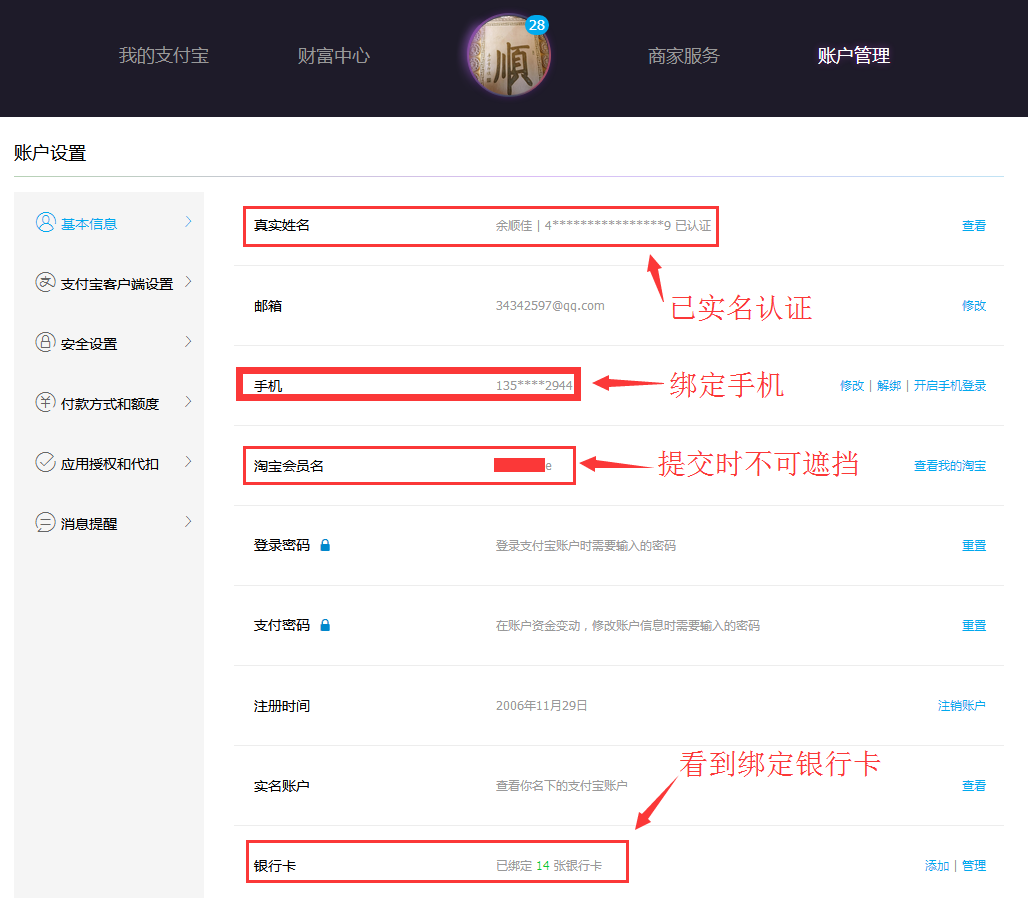 我的支付宝 财富中心 28 順 商家服务 账户管理
账户设置
基本信息
支付宝客户端设置
安全设置
付款方式和额度
应用授权和代扣
消息提醒
真实姓名 余顺佳 | 4****************9 已认证 查看
已实名认证
邮箱 34342597@qq.com 修改
手机 135****2944 修改 | 解绑 | 开启手机登录
绑定手机
淘宝会员名 e 查看我的淘宝
提交时不可遮挡
登录密码 登录支付宝账户时需要输入的密码 重置
支付密码 在账户资金变动，修改账户信息时需要输入的密码 重置
注册时间 2006年11月29日 注销账户
看到绑定银行卡
实名账户 查看你名下的支付宝账户 查看
银行卡 已绑定 14 张银行卡 添加 | 管理